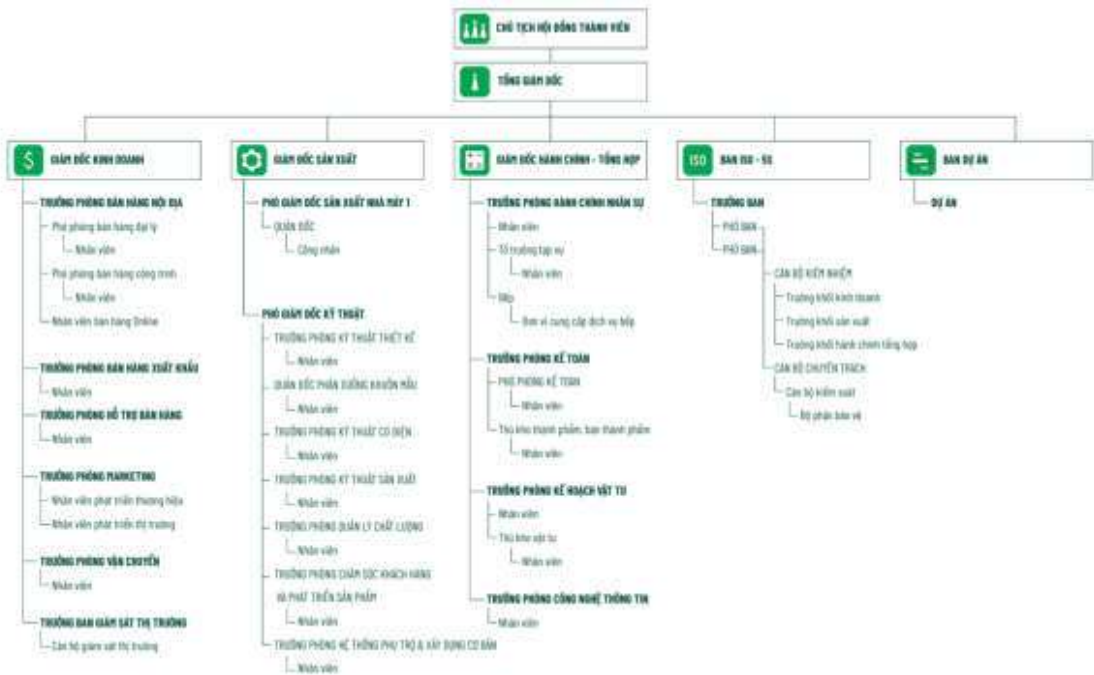 CHỦ TỊCH HỘI ĐỒNG THÀNH VIÊN
TỔNG GIÁM ĐỐC
GIÁM ĐỐC KINH DOANH
TRƯỞNG PHÒNG BÁN HÀNG NỘI ĐỊA
Phó phòng bán hàng đại lý
Nhân viên
Phó phòng bán hàng công trình
Nhân viên
Nhân viên bán hàng Online
TRƯỞNG PHÒNG BÁN HÀNG XUẤT KHẨU
Nhân viên
TRƯỞNG PHÒNG HỖ TRỢ BÁN HÀNG
Nhân viên
TRƯỞNG PHÒNG MARKETING
Nhân viên phát triển thương hiệu
Nhân viên phát triển thị trường
TRƯỞNG PHÒNG VẬN CHUYỂN
Nhân viên
TRƯỞNG BAN GIÁM SÁT THỊ TRƯỜNG
Cán bộ giám sát thị trường
GIÁM ĐỐC SẢN XUẤT
PHÓ GIÁM ĐỐC SẢN XUẤT NHÀ MÁY 1
QUẢN ĐỐC
Công nhân
PHÓ GIÁM ĐỐC KỸ THUẬT
TRƯỞNG PHÒNG KỸ THUẬT THIẾT KẾ
Nhân viên
QUẢN ĐỐC PHÂN XƯỞNG KHUÔN MẪU
Nhân viên
TRƯỞNG PHÒNG KỸ THUẬT CƠ ĐIỆN
Nhân viên
TRƯỞNG PHÒNG KỸ THUẬT SẢN XUẤT
Nhân viên
TRƯỞNG PHÒNG QUẢN LÝ CHẤT LƯỢNG
Nhân viên
TRƯỞNG PHÒNG CHĂM SÓC KHÁCH HÀNG
VÀ PHÁT TRIỂN SẢN PHẨM
Nhân viên
TRƯỞNG PHÒNG HỆ THỐNG PHỤ TRỢ & XÂY DỰNG CƠ BẢN
Nhân viên
GIÁM ĐỐC HÀNH CHÍNH - TỔNG HỢP
TRƯỞNG PHÒNG HÀNH CHÍNH NHÂN SỰ
Nhân viên
Tổ trưởng tạp vụ
Nhân viên
Bếp
Đơn vị cung cấp dịch vụ bếp
TRƯỞNG PHÒNG KẾ TOÁN
PHÓ PHÒNG KẾ TOÁN
Nhân viên
Thủ kho thành phẩm, bán thành phẩm
Nhân viên
TRƯỞNG PHÒNG KẾ HOẠCH VẬT TƯ
Nhân viên
Thủ kho vật tư
Nhân viên
TRƯỞNG PHÒNG CÔNG NGHỆ THÔNG TIN
Nhân viên
ISO
BAN ISO - 5S
TRƯỞNG BAN
PHÓ BAN
PHÓ BAN
CÁN BỘ KIÊM NHIỆM
Trưởng khối kinh doanh
Trưởng khối sản xuất
Trưởng khối hành chính tổng hợp
CÁN BỘ CHUYÊN TRÁCH
Cán bộ kiểm soát
Bộ phận bảo vệ
BAN DỰ ÁN
DỰ ÁN